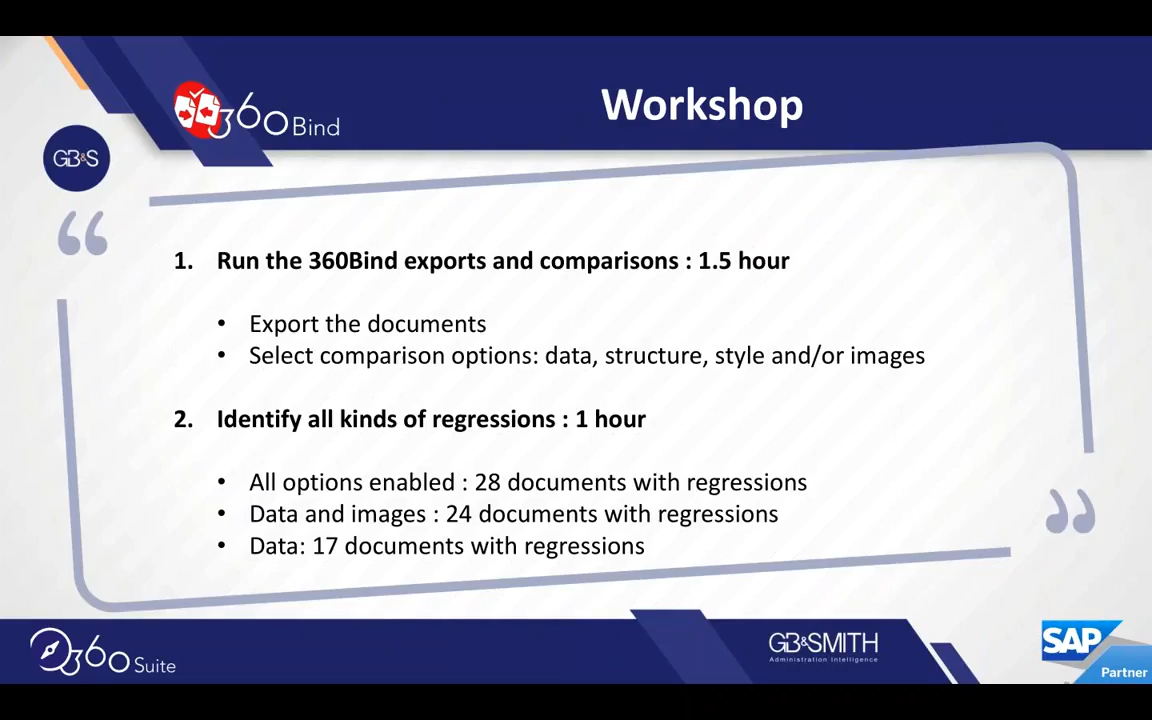 360Bind
Workshop
GB&S
1. Run the 360Bind exports and comparisons : 1.5 hour
• Export the documents
• Select comparison options: data, structure, style and/or images
2. Identify all kinds of regressions : 1 hour
• All options enabled : 28 documents with regressions
• Data and images : 24 documents with regressions
• Data: 17 documents with regressions
360 Suite
GB&SMITH
Administration Intelligence
SAP
Partner